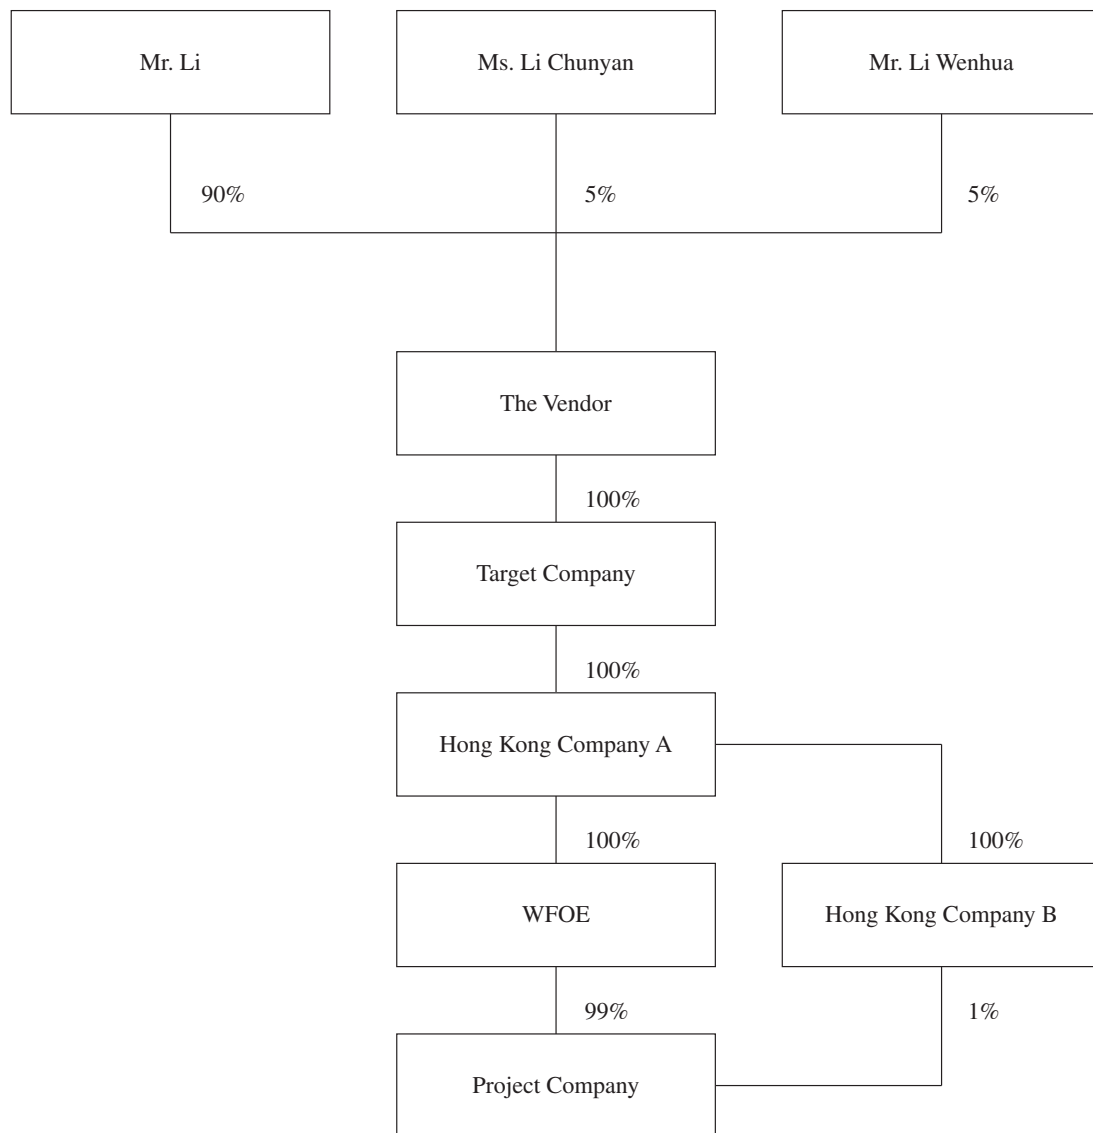 Mr. Li
Ms. Li Chunyan
Mr. Li Wenhua
90%
5%
5%
The Vendor
100%
Target Company
100%
Hong Kong Company A
100%
100%
WFOE
Hong Kong Company B
99%
1%
Project Company